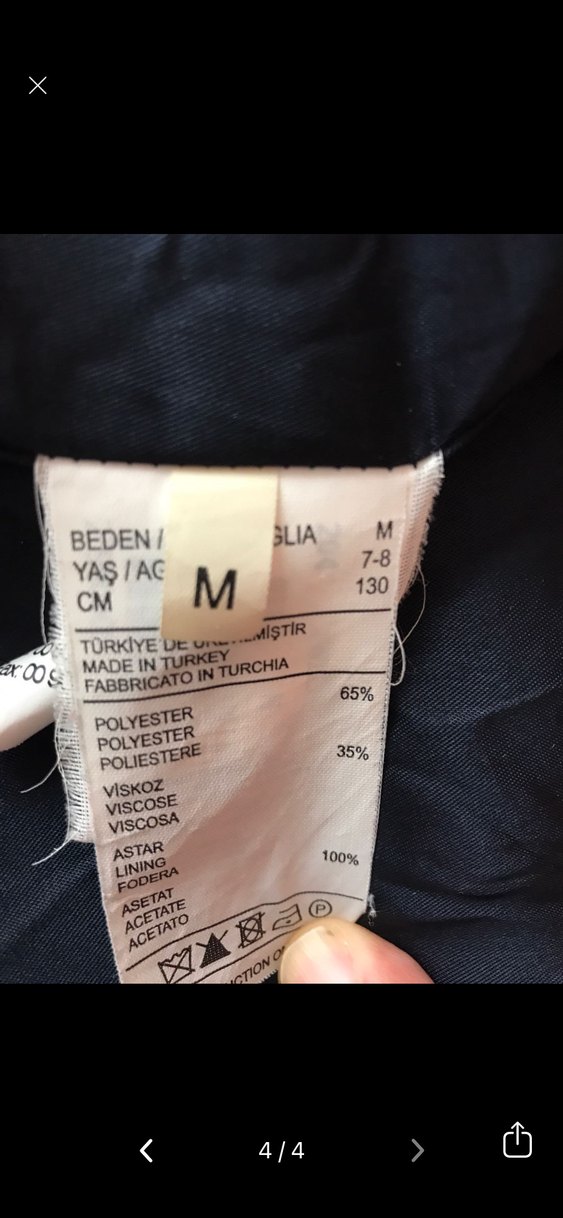 BEDEN / GLIA M
YAŞ / AG 7-8
CM 130
M
TÜRKİYE'DE
MADE IN TURKEY
FABBRICATO IN TURCHIA
65%
POLYESTER
POLYESTER
POLIESTERE
35%
VİSKOZ
VISCOSE
VISCOSA
ASTAR
LINING 100%
FODERA
ASETAT
ACETATE
ACETATO
P
4 / 4